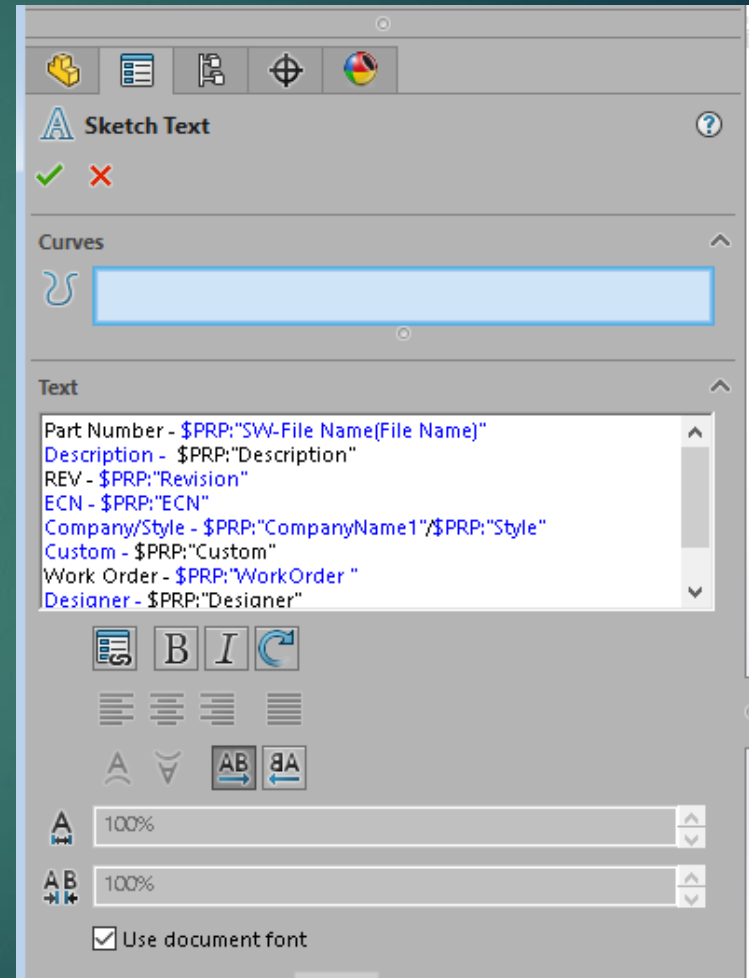 Sketch Text
Curves
Text
Part Number - $PRP:"SW-File Name(File Name)"
Description -  $PRP:"Description"
REV - $PRP:"Revision"
ECN - $PRP:"ECN"
Company/Style - $PRP:"CompanyName1"/$PRP:"Style"
Custom - $PRP:"Custom"
Work Order - $PRP:"WorkOrder "
Designer - $PRP:"Designer"
B I
AB
100%
100%
Use document font